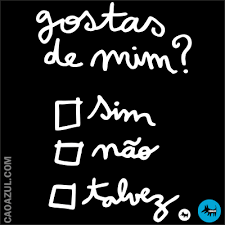 gostas
de mim?
sim
não
talvez.
CAOAZUL.COM